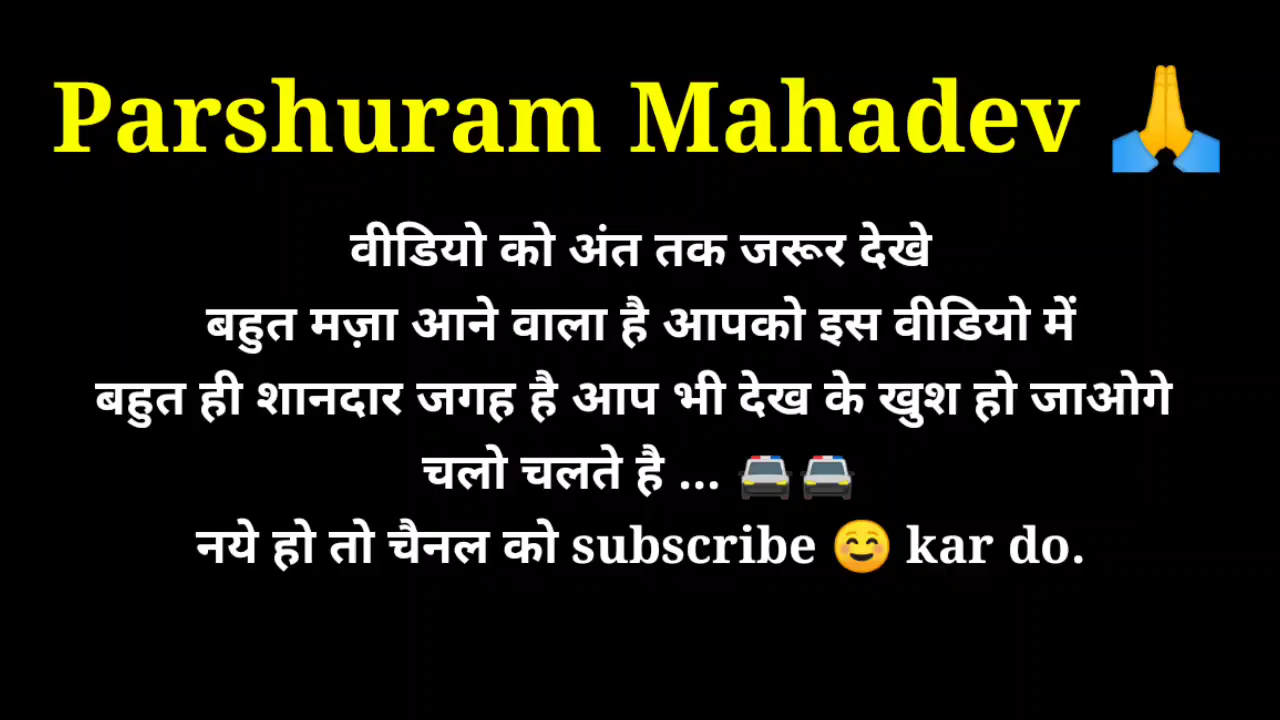 Parshuram Mahadev 🙏
वीडियो को अंत तक जरूर देखे
बहुत मज़ा आने वाला है आपको इस वीडियो में
बहुत ही शानदार जगह है आप भी देख के खुश हो जाओगे
चलो चलते है ... 🚔🚔
नये हो तो चैनल को subscribe ☺️ kar do.